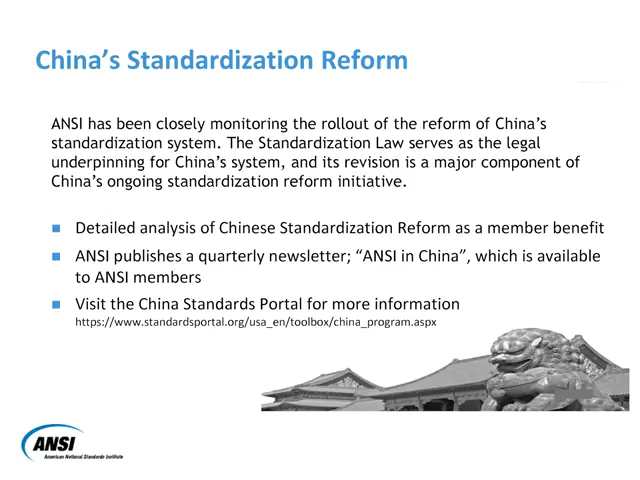 China's Standardization Reform
ANSI has been closely monitoring the rollout of the reform of China's
standardization system. The Standardization Law serves as the legal
underpinning for China's system, and its revision is a major component of
China's ongoing standardization reform initiative.
Detailed analysis of Chinese Standardization Reform as a member benefit
ANSI publishes a quarterly newsletter; “ANSI in China”, which is available
to ANSI members
Visit the China Standards Portal for more information
https://www.standardsportal.org/usa_en/toolbox/china_program.aspx
ANSI
American National Standards Institute